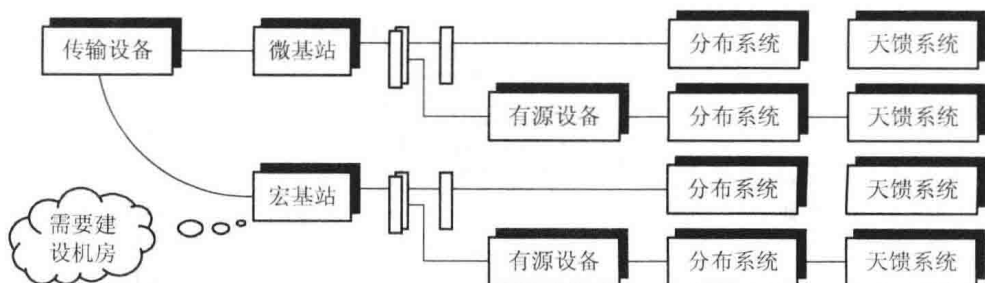 传输设备
微基站
分布系统
天馈系统
有源设备
分布系统
天馈系统
宏基站
分布系统
天馈系统
需要建
设机房
有源设备
分布系统
天馈系统